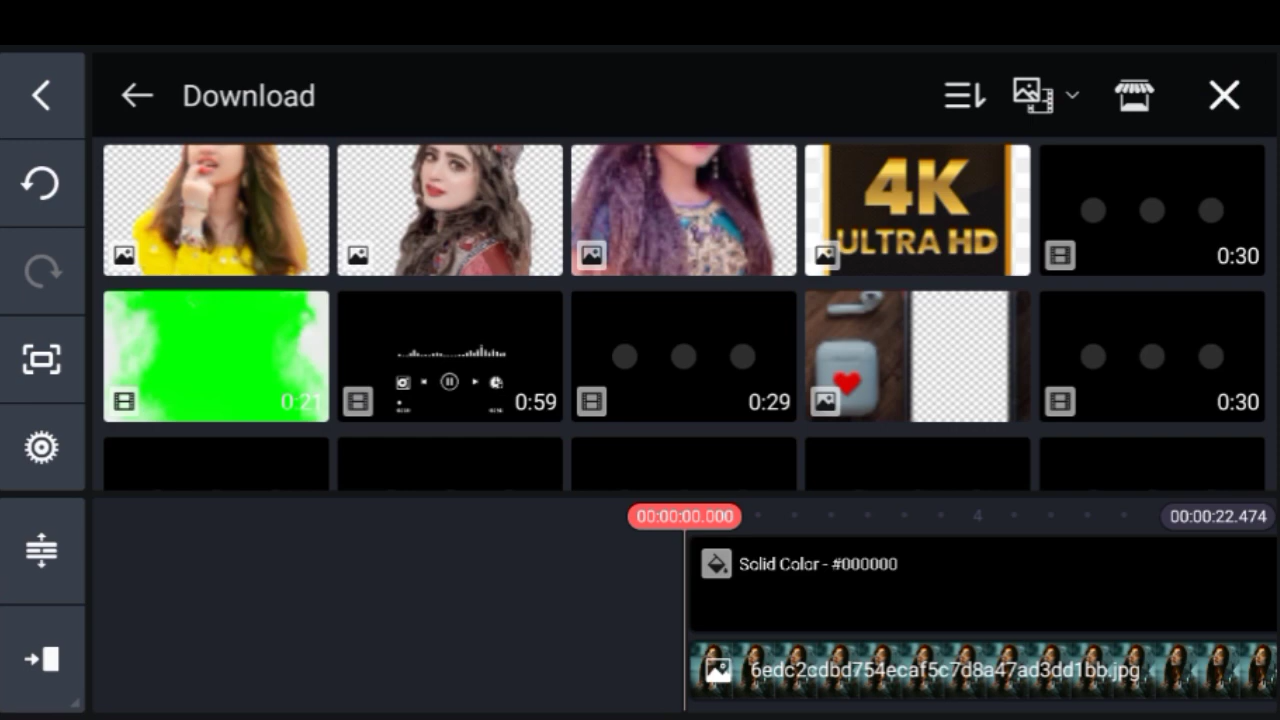 Download
4K
ULTRA HD
0:30
0:21
0:59
0:29
0:30
00:00:00.000
4
00:00:22.474
Solid Color - #000000
6edc2cdbd754ecaf5c7d8a47ad3dd1bb.jpg